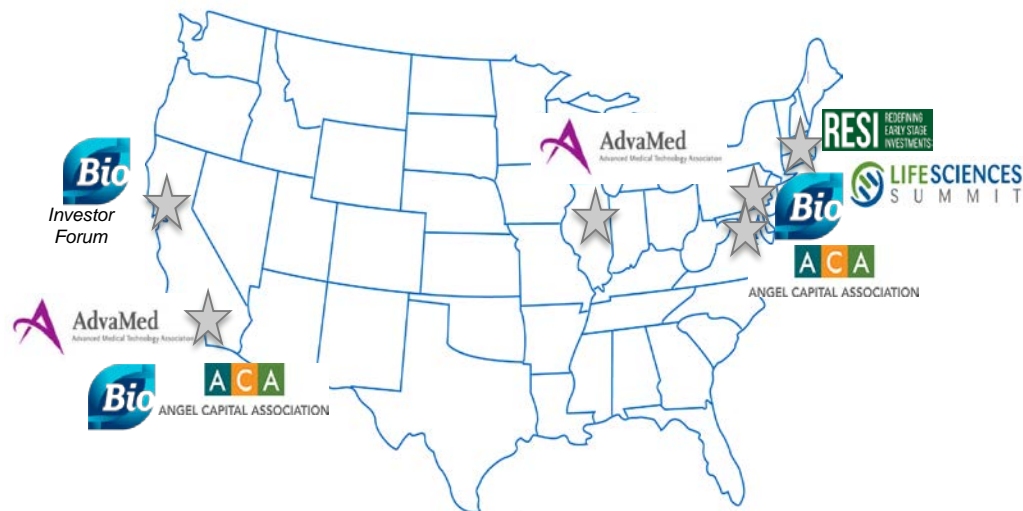 AdvaMed
Advanced Medical Technology Association
RESI REDEFINING
EARLY STAGE
INVESTMENTS
Bio
Investor
Forum
LIFESCIENCES
SUMMIT
Bio
ACA
ANGEL CAPITAL ASSOCIATION
AdvaMed
Advanced Medical Technology Association
Bio
ACA
ANGEL CAPITAL ASSOCIATION